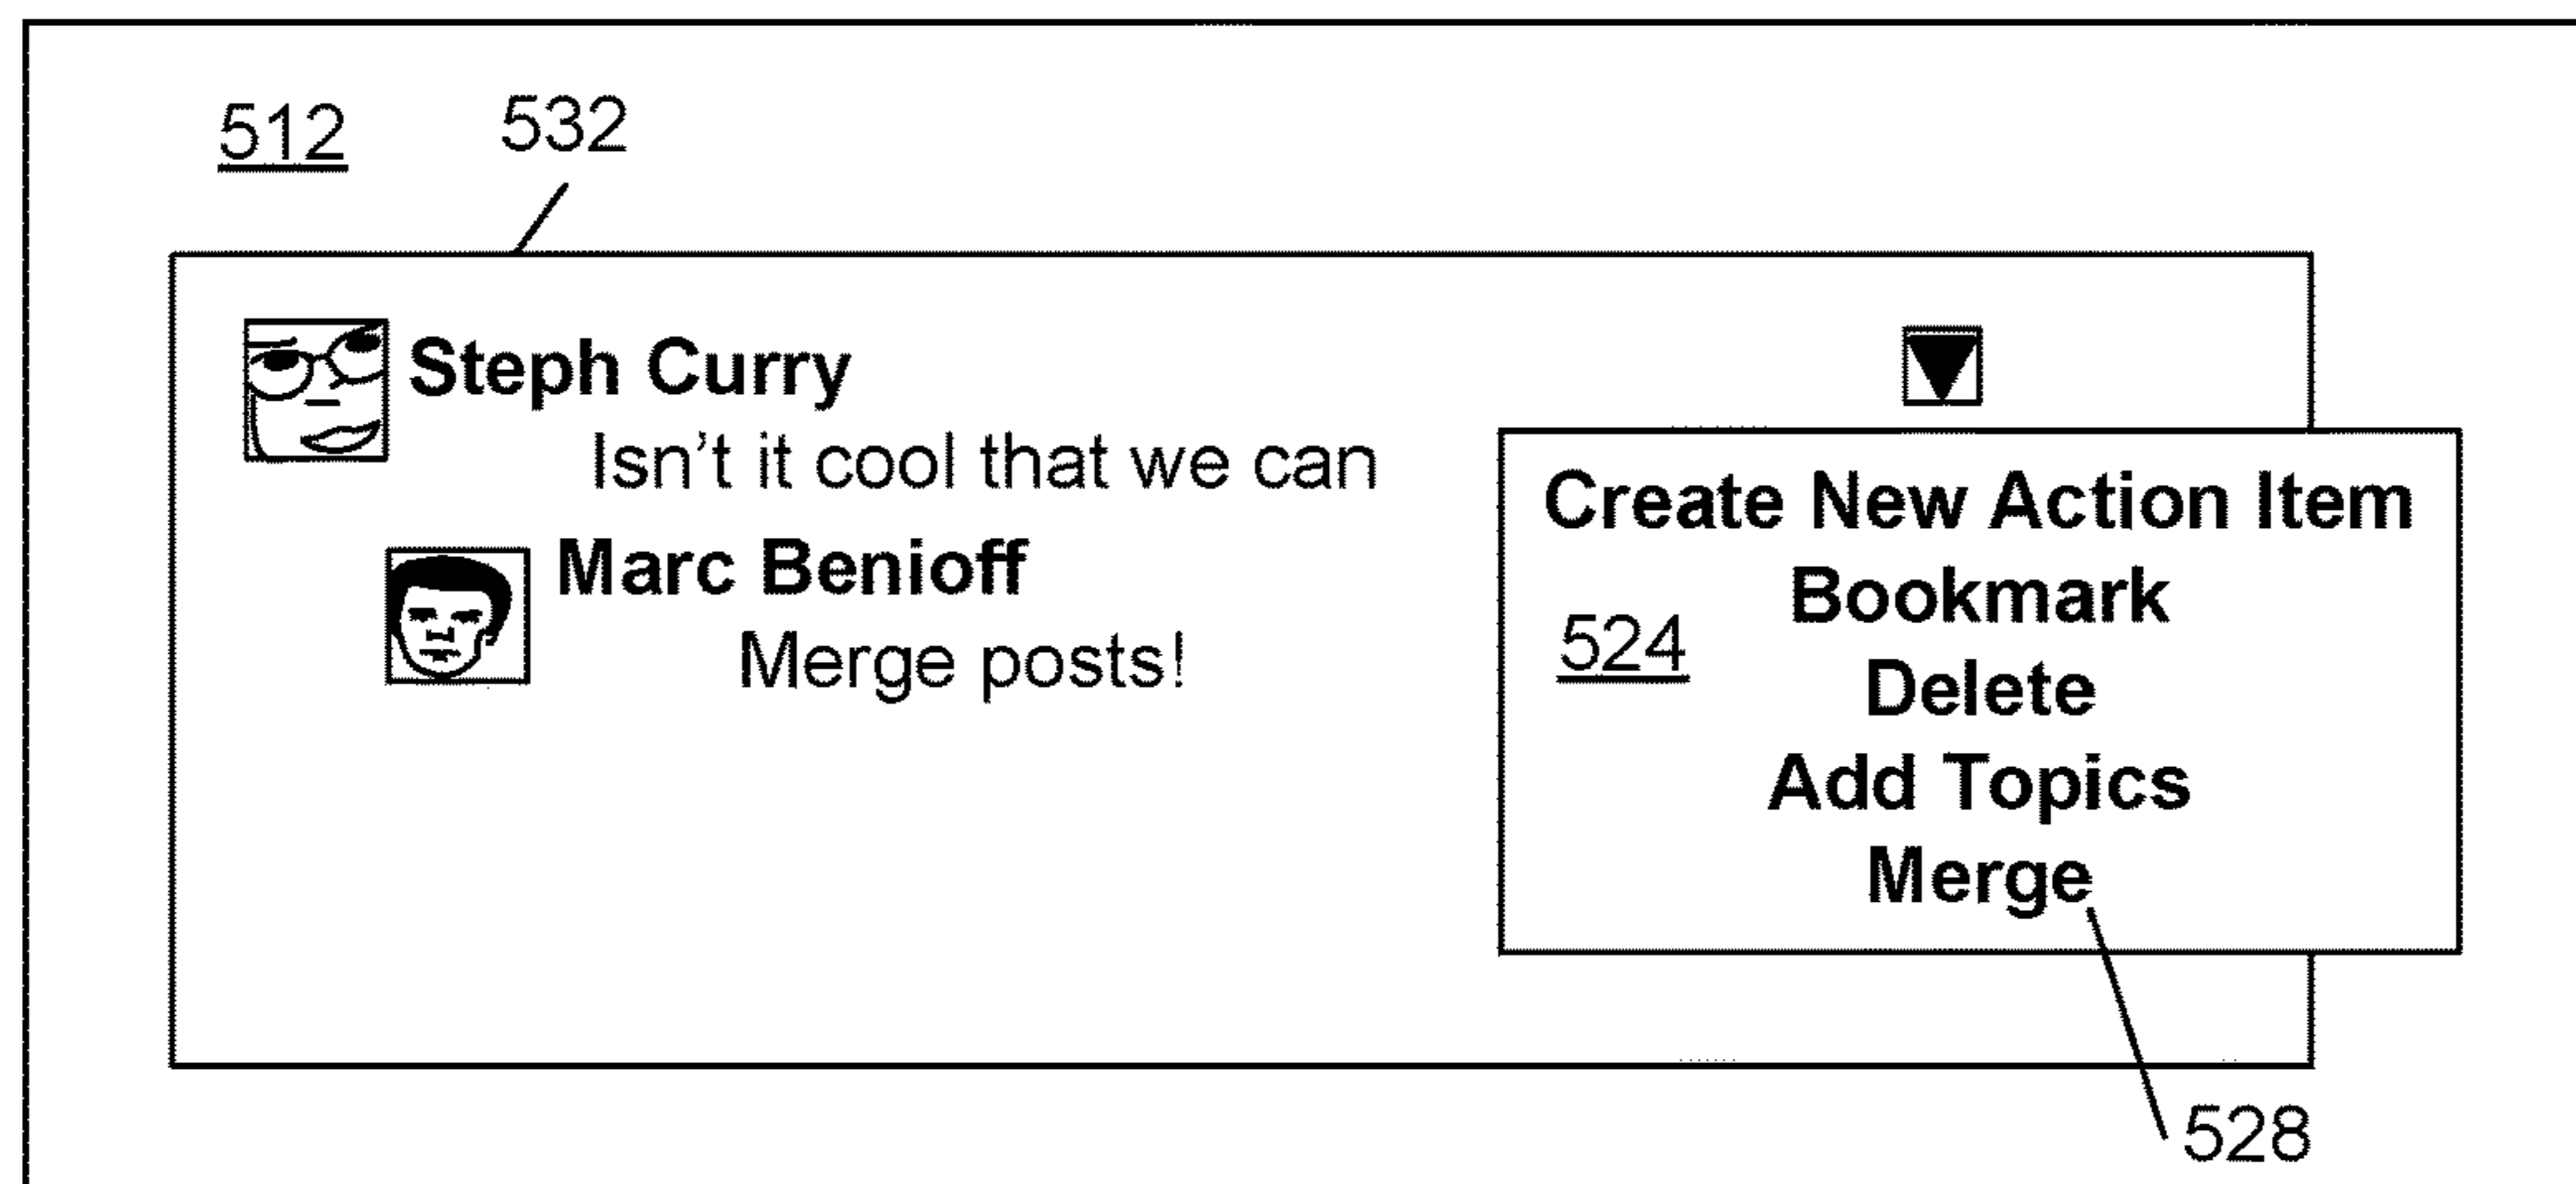 512
532
Steph Curry
Isn't it cool that we can
Marc Benioff
Merge posts!
Create New Action Item
Bookmark
524
Delete
Add Topics
Merge
528